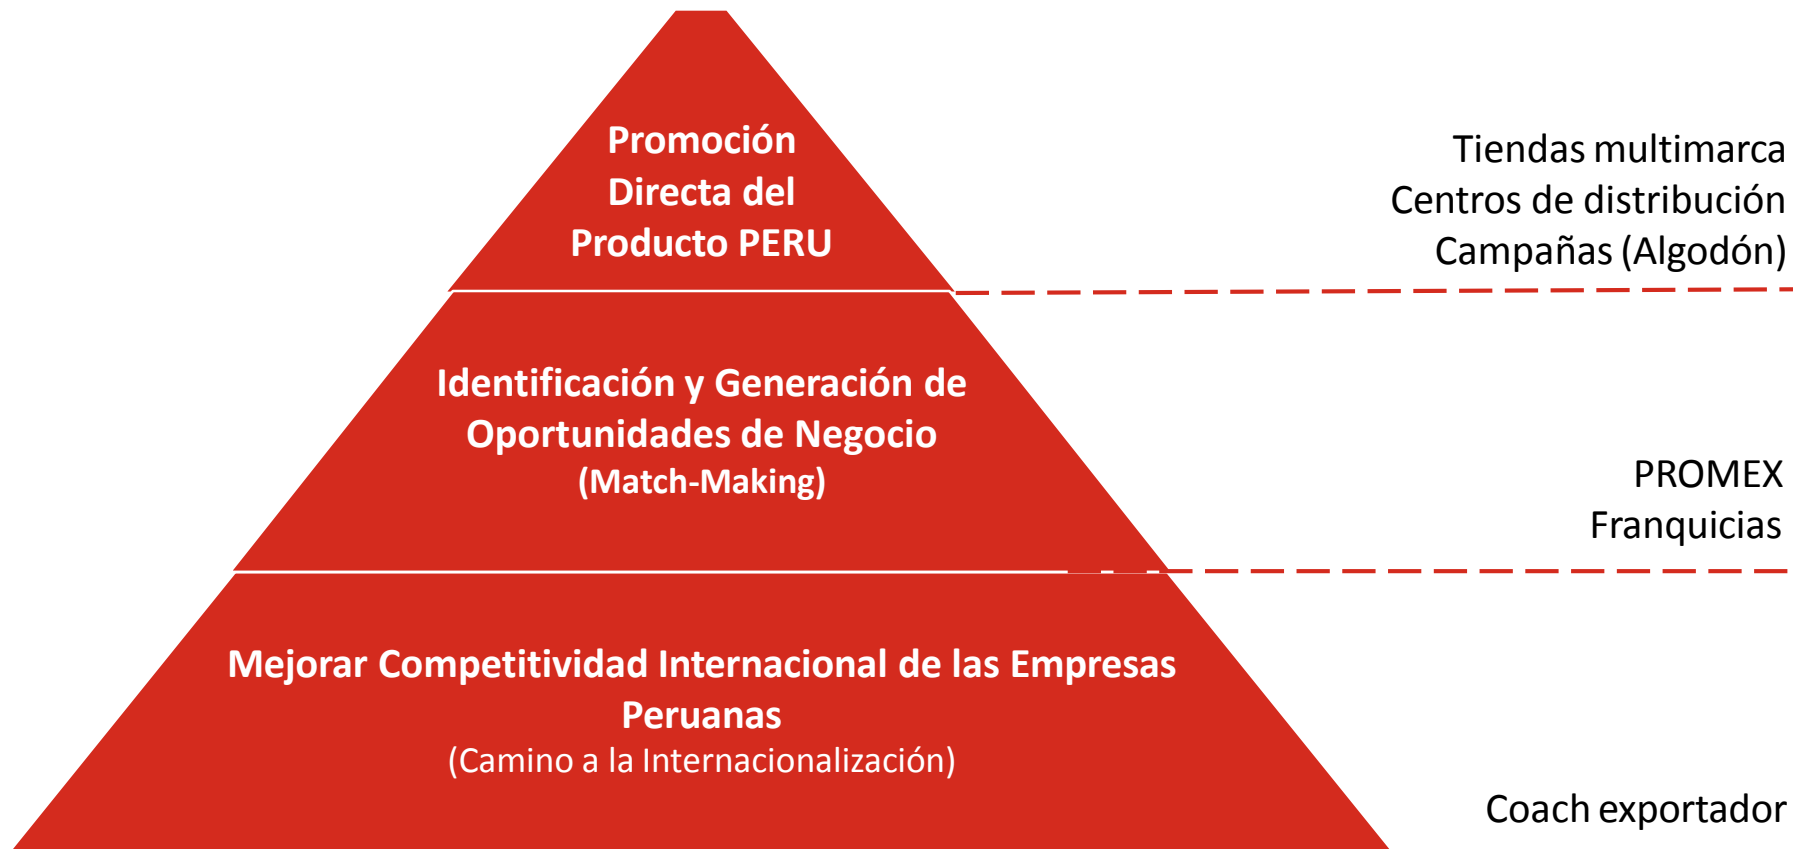 Promoción
Directa del
Producto PERU
Tiendas multimarca
Centros de distribución
Campañas (Algodón)
Identificación y Generación de
Oportunidades de Negocio
(Match-Making)
PROMEX
Franquicias
Mejorar Competitividad Internacional de las Empresas
Peruanas
(Camino a la Internacionalización)
Coach exportador